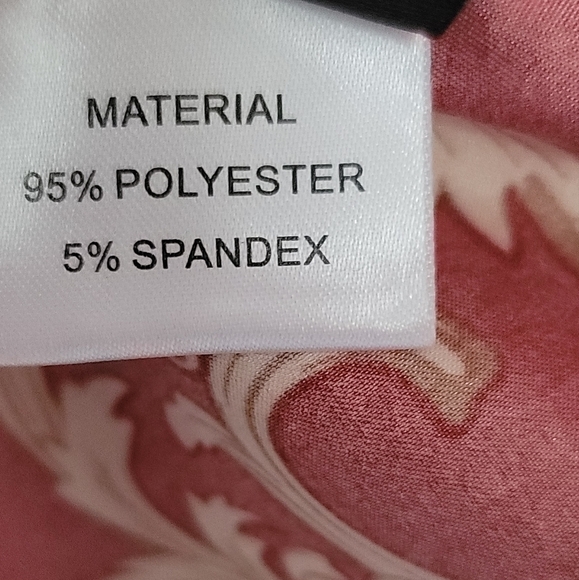 MATERIAL
95% POLYESTER
5% SPANDEX